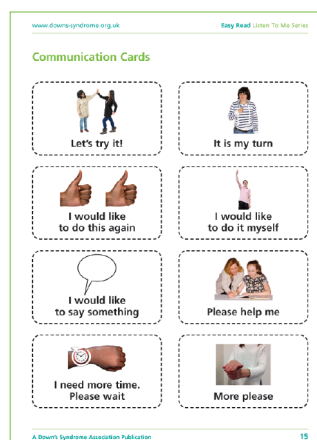 www.downs-syndrome.org.uk
Easy Read Listen To Me Series
Communication Cards
Let's try it!
It is my turn
I would like
to do this again
I would like
to do it myself
I would like
to say something
Please help me
I need more time.
Please wait
More please
A Down's Syndrome Association Publication
15